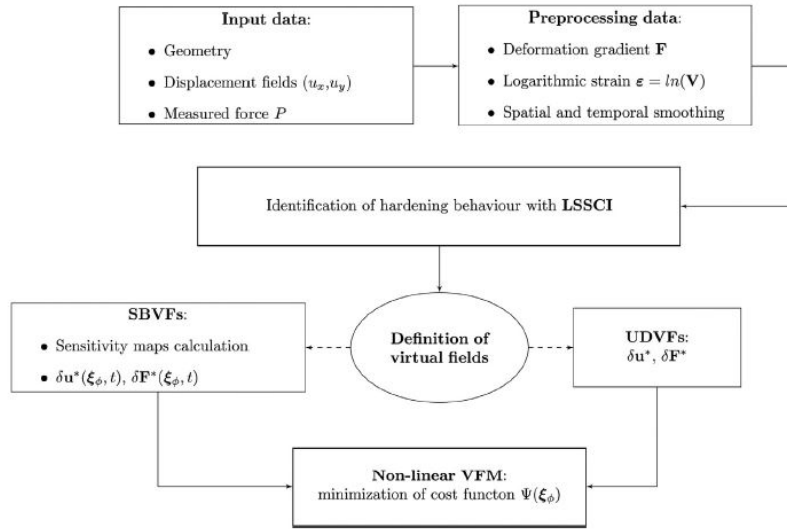 Input data:
• Geometry
• Displacement fields (u_x,u_y)
• Measured force P
Preprocessing data:
• Deformation gradient F
• Logarithmic strain ε = ln(V)
• Spatial and temporal smoothing
Identification of hardening behaviour with LSSCI
SBVFs:
• Sensitivity maps calculation
• δu*(ξ_ϕ, t), δF*(ξ_ϕ, t)
Definition of
virtual fields
UDVFs:
δu*, δF*
Non-linear VFM:
minimization of cost functon Ψ(ξ_ϕ)